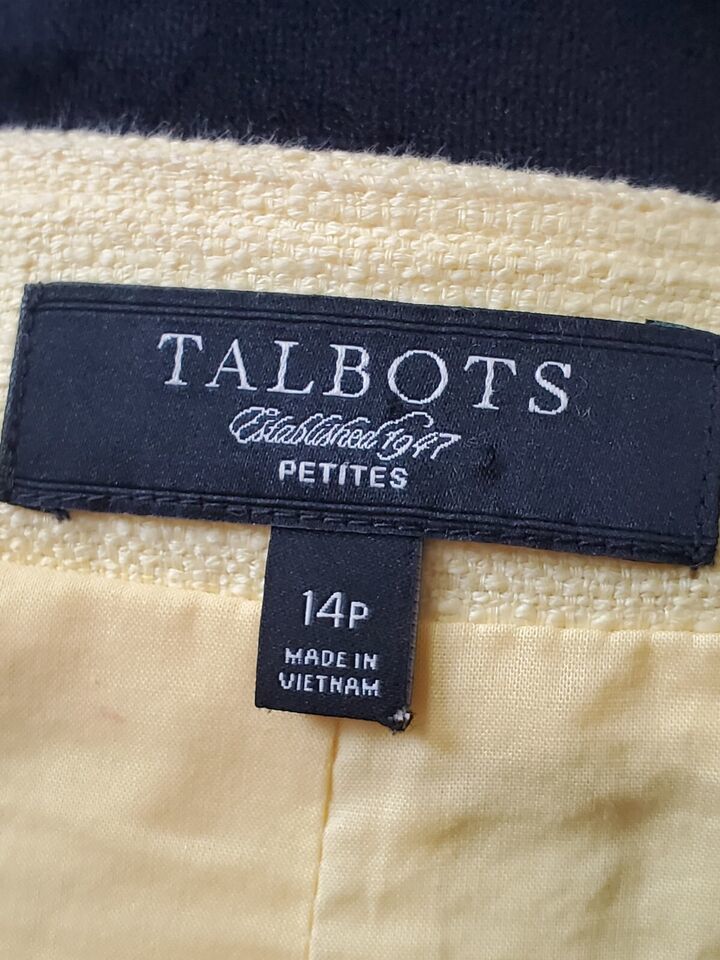 TALBOTS
Established 1947
PETITES
14P
MADE IN
VIETNAM